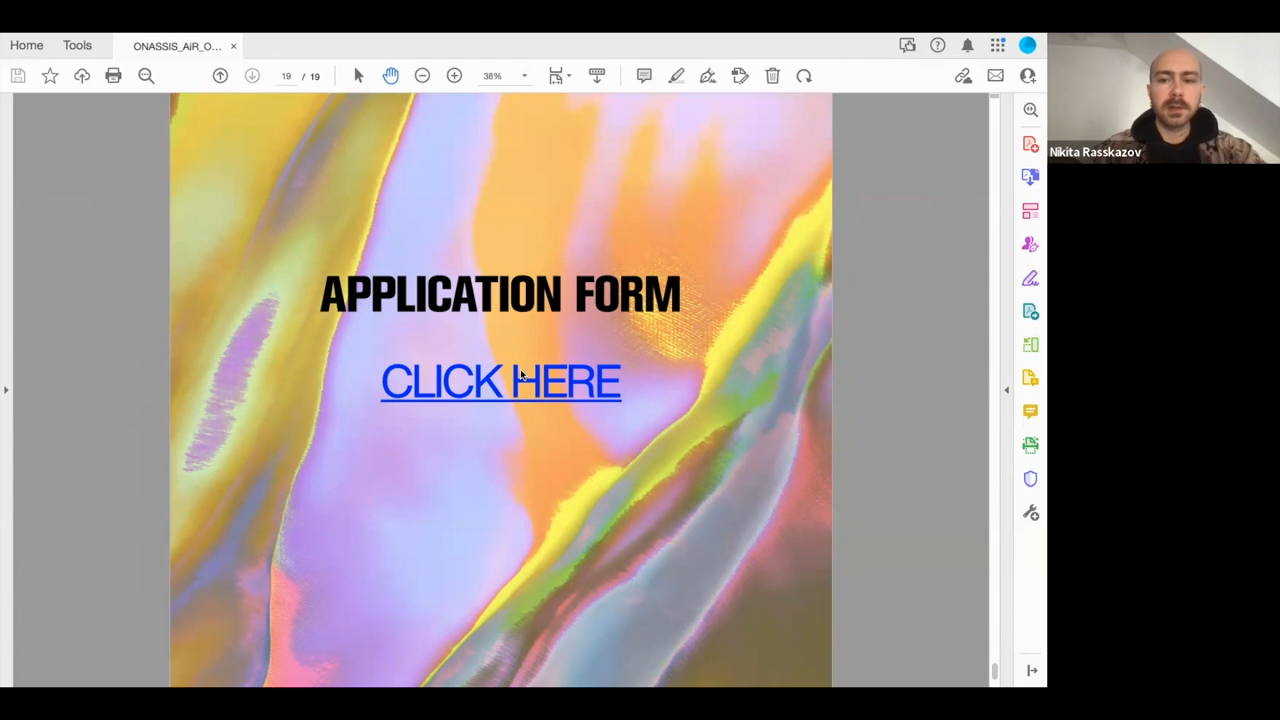 Home
Tools
ONASSIS_AiR_O...
19 / 19
38%
Nikita Rasskazov
APPLICATION FORM
CLICK HERE